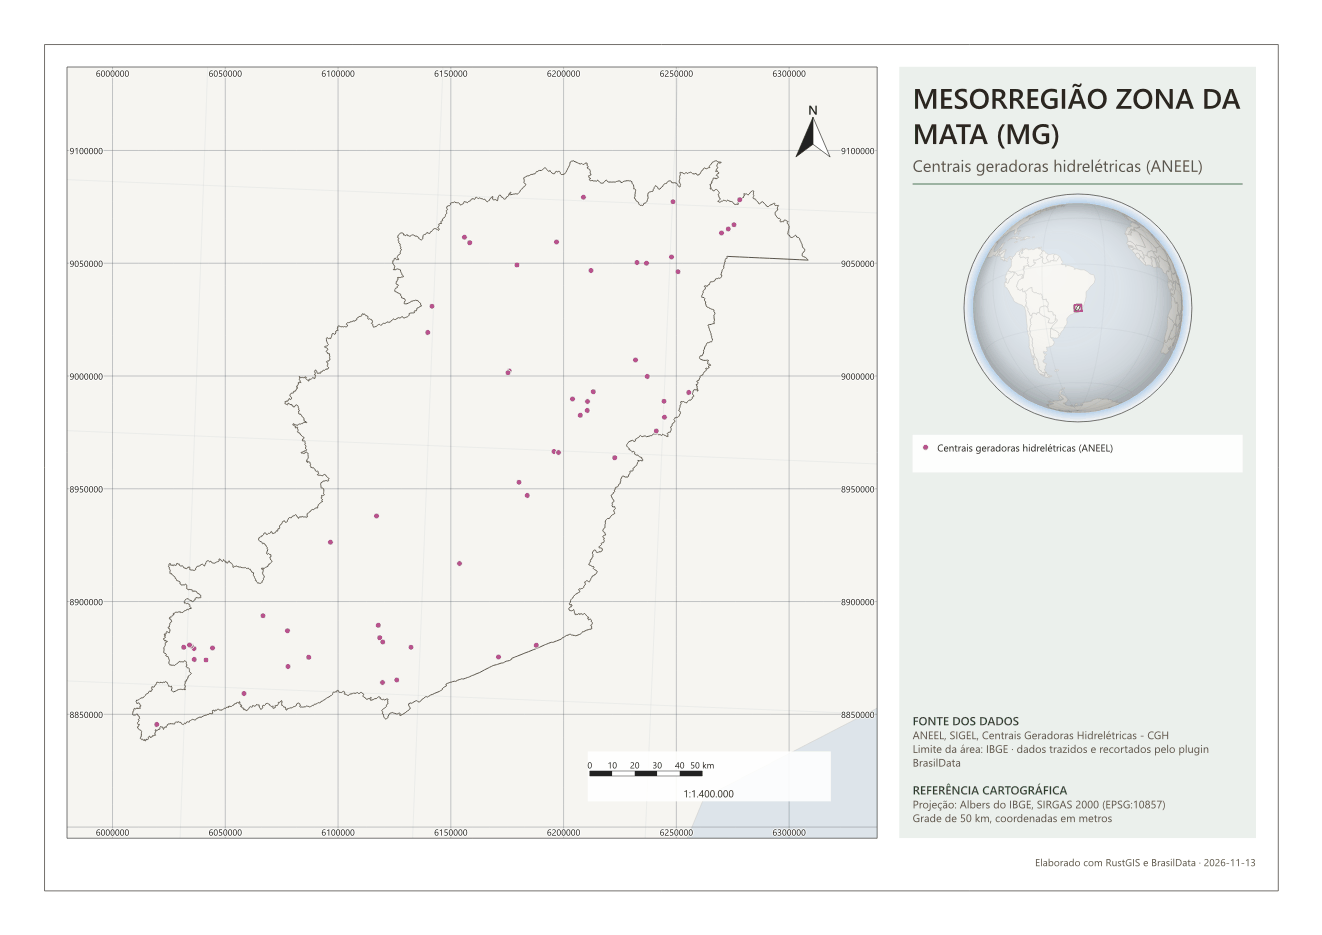 6000000 6050000 6100000 6150000 6200000 6250000 6300000
N
9100000 9100000
9050000 9050000
9000000 9000000
8950000 8950000
8900000 8900000
8850000 8850000
0 10 20 30 40 50 km
1:1.400.000
6000000 6050000 6100000 6150000 6200000 6250000 6300000
MESORREGIÃO ZONA DA
MATA (MG)
Centrais geradoras hidrelétricas (ANEEL)
Centrais geradoras hidrelétricas (ANEEL)
FONTE DOS DADOS
ANEEL, SIGEL, Centrais Geradoras Hidrelétricas - CGH
Limite da área: IBGE · dados trazidos e recortados pelo plugin
BrasilData
REFERÊNCIA CARTOGRÁFICA
Projeção: Albers do IBGE, SIRGAS 2000 (EPSG:10857)
Grade de 50 km, coordenadas em metros
Elaborado com RustGIS e BrasilData · 2026-11-13